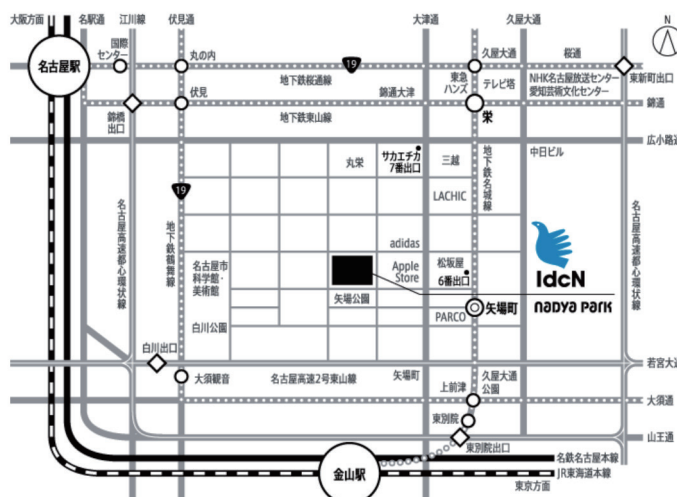 大阪方面
名駅通
江川線
伏見通
大津通
久屋大通
N
名古屋駅
国際
センター
丸の内
19
久屋大通
桜通
地下鉄桜通線
東急
ハンズ
テレビ塔
NHK名古屋放送センター
愛知芸術文化センター
東新町出口
伏見
錦通大津
錦通
錦橋
出口
地下鉄東山線
栄
広小路通
丸栄
サカエチカ
7番出口
三越
中日ビル
地下鉄名城線
19
LACHIC
名古屋高速都心環状線
地下鉄鶴舞線
名古屋高速都心環状線
adidas
名古屋市
科学館・
美術館
Apple
Store
松坂屋
6番出口
IdcN
矢場公園
nadya park
白川公園
PARCO
矢場町
白川出口
若宮大通
大須観音
名古屋高速2号東山線
矢場町
上前津
久屋大通
公園
大須通
東別院
山王通
東別院出口
金山駅
名鉄名古屋本線
JR東海道本線
東京方面